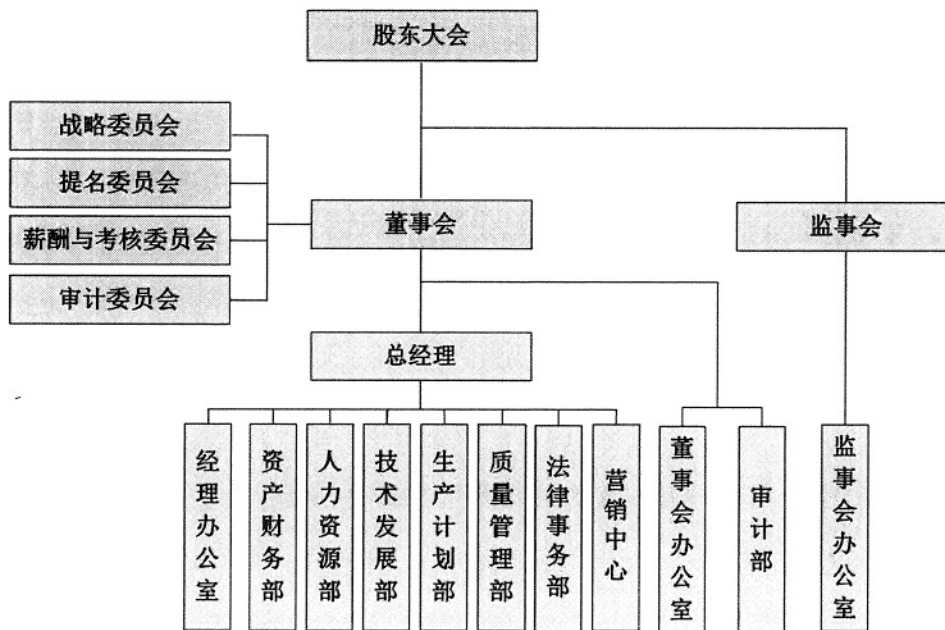 股东大会
战略委员会
提名委员会
薪酬与考核委员会
审计委员会
董事会
监事会
总经理
经理办公室
资产财务部
人力资源部
技术发展部
生产计划部
质量管理部
法律事务部
营销中心
董事会办公室
审计部
监事会办公室